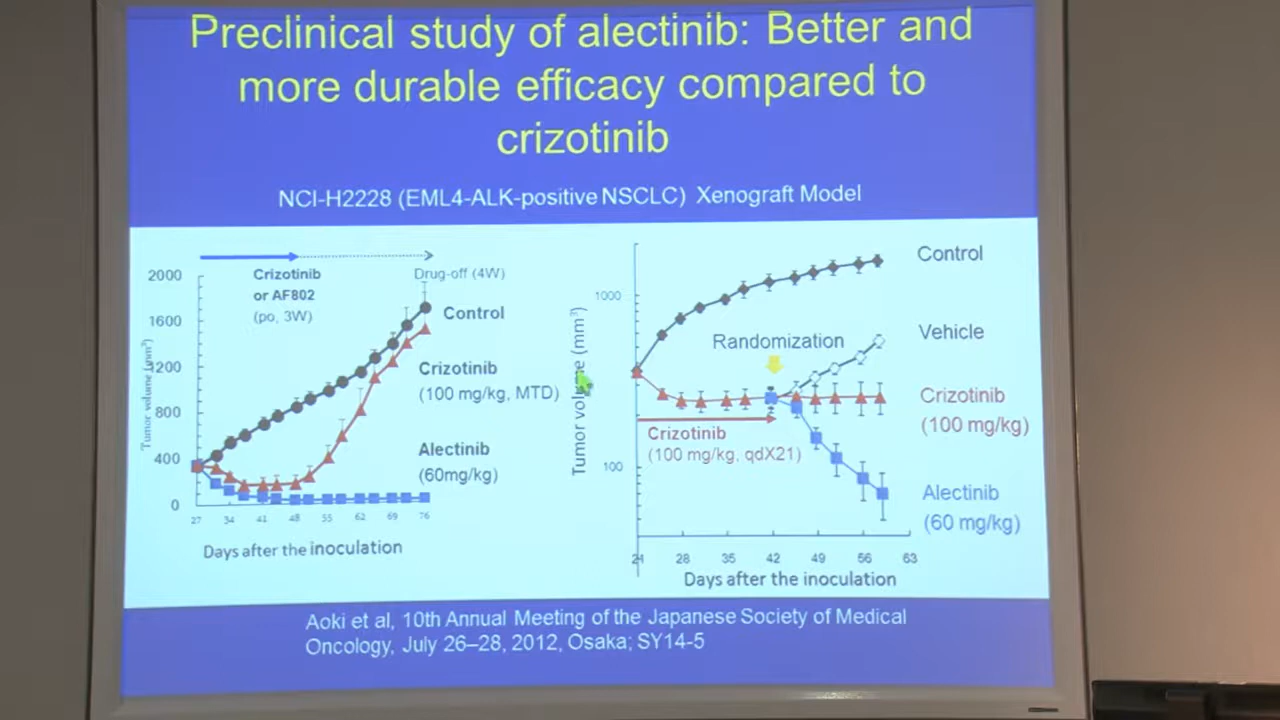 Preclinical study of alectinib: Better and
more durable efficacy compared to
crizotinib
NCI-H2228 (EML4-ALK-positive NSCLC) Xenograft Model
Crizotinib
or AF802
(po, 3W)
Drug-off (4W)
2000
1600
1200
800
400
0
Tumor volume (mm³)
27 34 41 48 55 62 69 76
Days after the inoculation
Control
Crizotinib
(100 mg/kg, MTD)
Alectinib
(60mg/kg)
Tumor volume (mm³)
1000
100
Randomization
Crizotinib
(100 mg/kg, qdX21)
21 28 35 42 49 56 63
Days after the inoculation
Control
Vehicle
Crizotinib
(100 mg/kg)
Alectinib
(60 mg/kg)
Aoki et al, 10th Annual Meeting of the Japanese Society of Medical
Oncology, July 26–28, 2012, Osaka; SY14-5